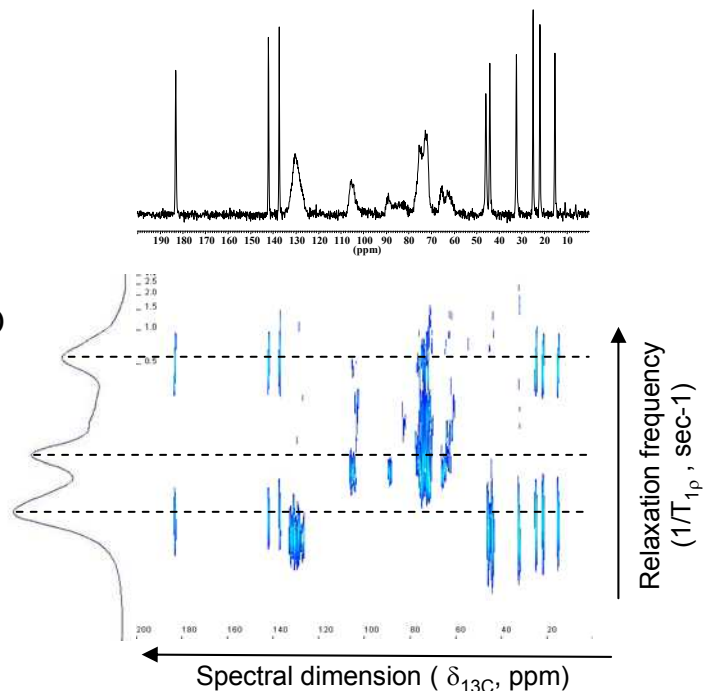 190 180 170 160 150 140 130 120 110 100 90 80 70 60 50 40 30 20 10
(ppm)
2.5
2.0
1.5
1.0
0.5
200 180 160 140 120 100 80 60 40 20
Relaxation frequency
(1/T1ρ , sec-1)
Spectral dimension ( δ13C, ppm)